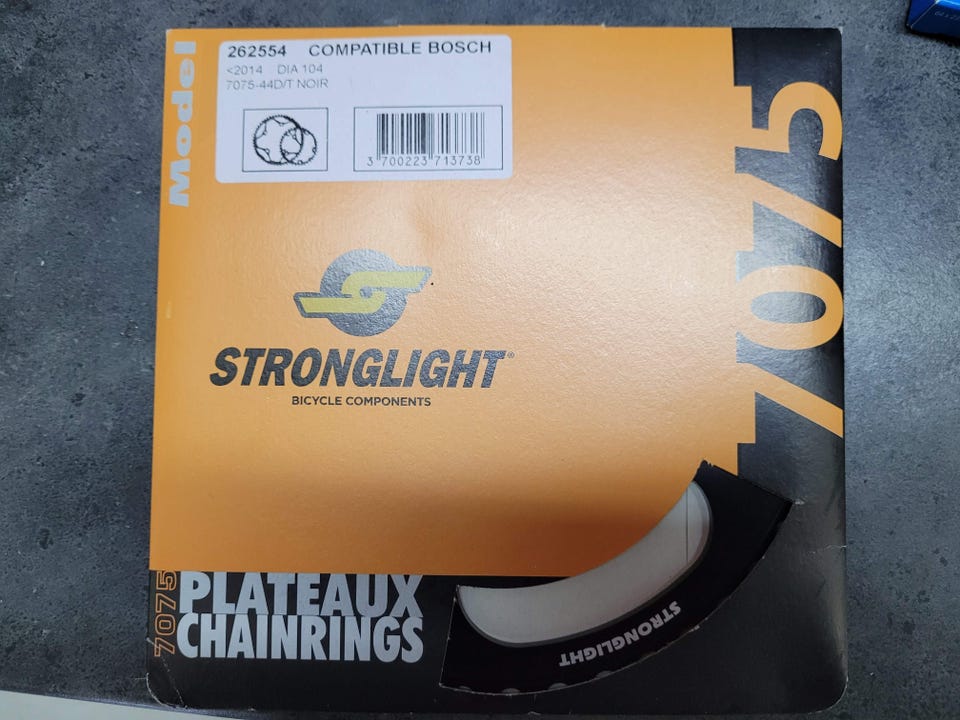 Model
262554 COMPATIBLE BOSCH
<2014 DIA 104
7075-44D/T NOIR
3 700223 713738
7075
STRONGLIGHT®
BICYCLE COMPONENTS
7075
PLATEAUX
CHAINRINGS
STRONGLIGHT